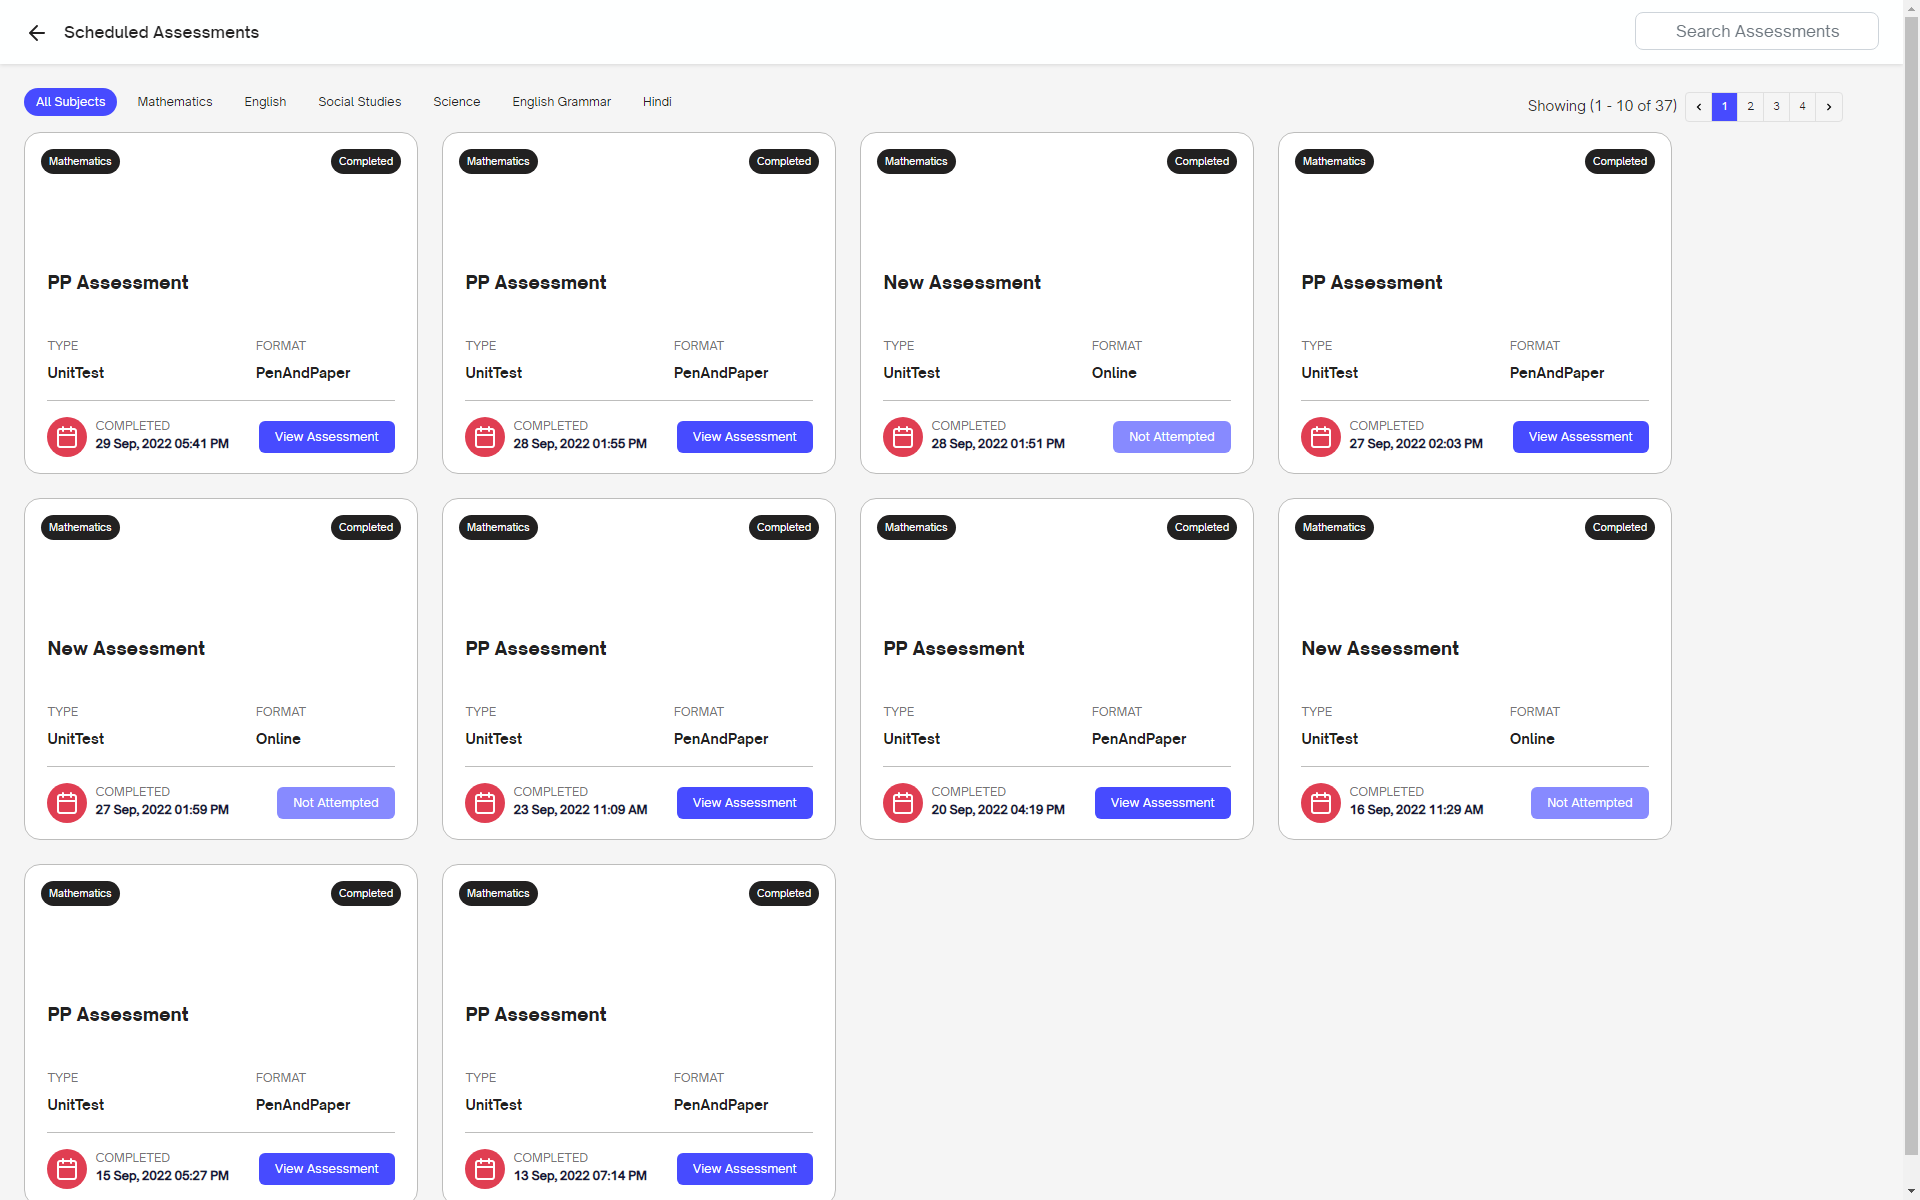 Scheduled Assessments
Search Assessments
All Subjects Mathematics English Social Studies Science English Grammar Hindi
Showing (1 - 10 of 37) ‹ 1 2 3 4 ›
Mathematics Completed
PP Assessment
TYPE FORMAT
UnitTest PenAndPaper
COMPLETED
29 Sep, 2022 05:41 PM
View Assessment
Mathematics Completed
PP Assessment
TYPE FORMAT
UnitTest PenAndPaper
COMPLETED
28 Sep, 2022 01:55 PM
View Assessment
Mathematics Completed
New Assessment
TYPE FORMAT
UnitTest Online
COMPLETED
28 Sep, 2022 01:51 PM
Not Attempted
Mathematics Completed
PP Assessment
TYPE FORMAT
UnitTest PenAndPaper
COMPLETED
27 Sep, 2022 02:03 PM
View Assessment
Mathematics Completed
New Assessment
TYPE FORMAT
UnitTest Online
COMPLETED
27 Sep, 2022 01:59 PM
Not Attempted
Mathematics Completed
PP Assessment
TYPE FORMAT
UnitTest PenAndPaper
COMPLETED
23 Sep, 2022 11:09 AM
View Assessment
Mathematics Completed
PP Assessment
TYPE FORMAT
UnitTest PenAndPaper
COMPLETED
20 Sep, 2022 04:19 PM
View Assessment
Mathematics Completed
New Assessment
TYPE FORMAT
UnitTest Online
COMPLETED
16 Sep, 2022 11:29 AM
Not Attempted
Mathematics Completed
PP Assessment
TYPE FORMAT
UnitTest PenAndPaper
COMPLETED
15 Sep, 2022 05:27 PM
View Assessment
Mathematics Completed
PP Assessment
TYPE FORMAT
UnitTest PenAndPaper
COMPLETED
13 Sep, 2022 07:14 PM
View Assessment